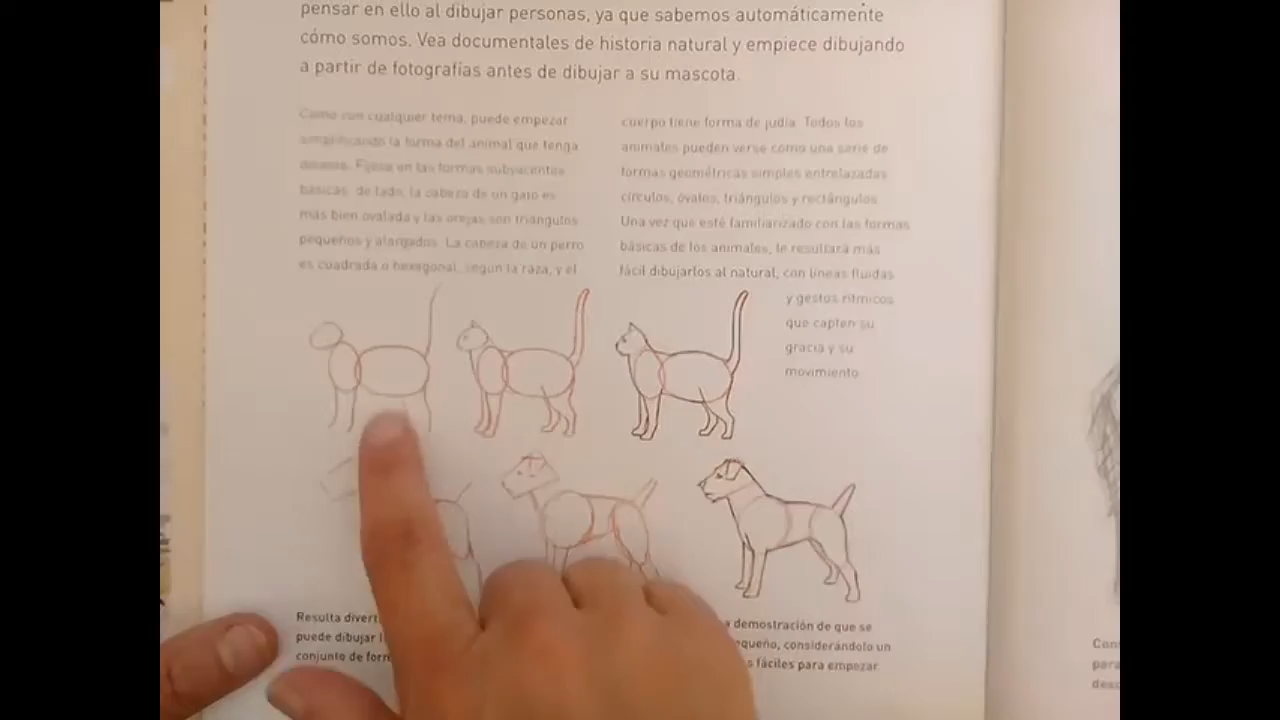 pensar en ello al dibujar personas, ya que sabemos automáticamente
cómo somos. Vea documentales de historia natural y empiece dibujando
a partir de fotografías antes de dibujar a su mascota.
Como con cualquier tema, puede empezar
simplificando la forma del animal que tenga
delante. Fíjese en las formas subyacentes
básicas: de lado, la cabeza de un gato es
más bien ovalada y las orejas son triángulos
pequeños y alargados. La cabeza de un perro
es cuadrada o hexagonal, según la raza, y el
cuerpo tiene forma de judía. Todos los
animales pueden verse como una serie de
formas geométricas simples entrelazadas:
círculos, óvalos, triángulos y rectángulos.
Una vez que esté familiarizado con las formas
básicas de los animales, le resultará más
fácil dibujarlos al natural, con líneas fluidas
y gestos rítmicos
que capten su
gracia y su
movimiento.
Resulta
puede dibujar
conjunto de
demostración de que se
considerándolo un
fáciles para empezar.